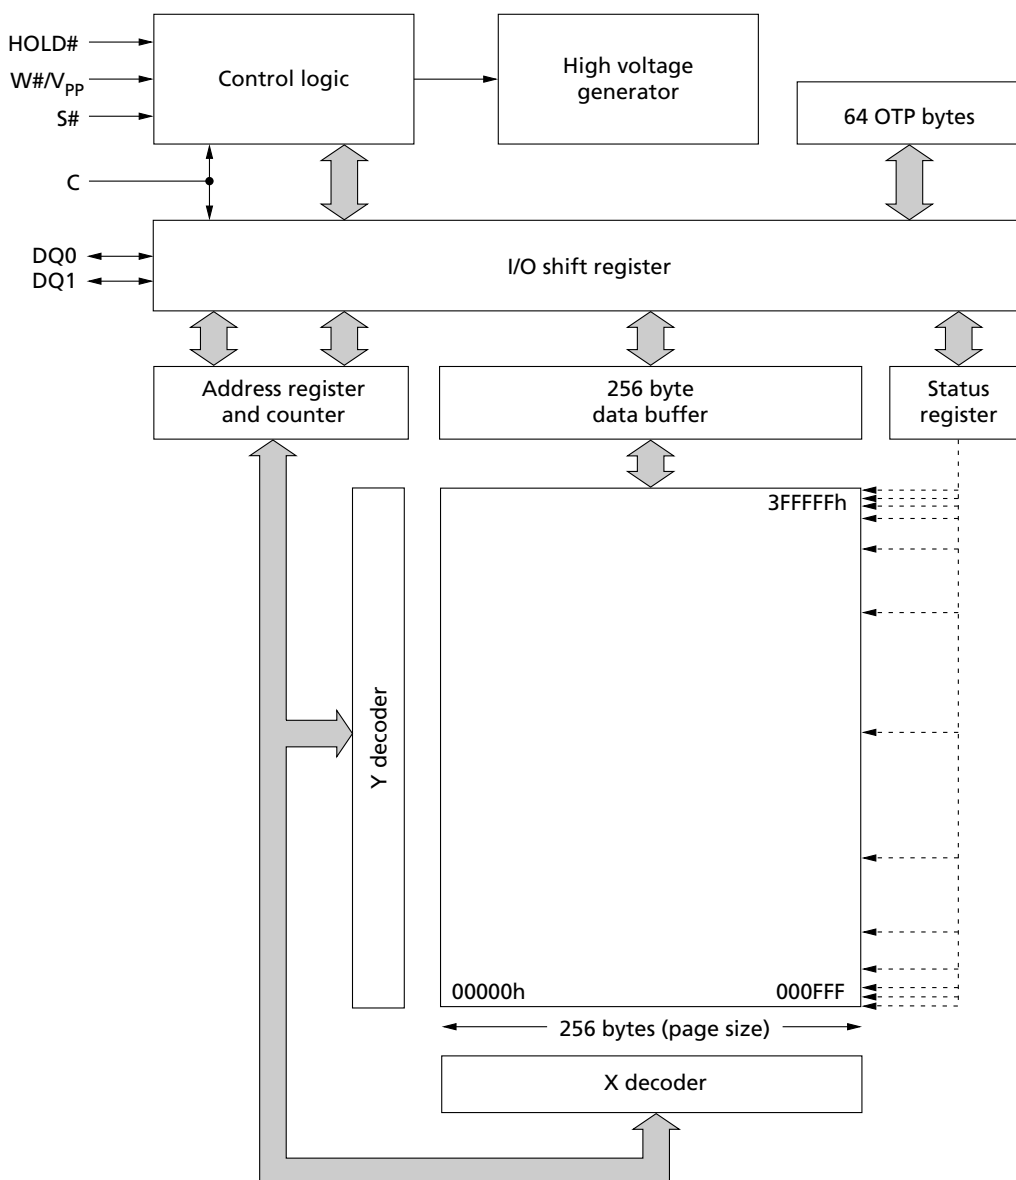 HOLD#
W#/VPP
S#
Control logic
High voltage
generator
64 OTP bytes
C
DQ0
DQ1
I/O shift register
Address register
and counter
256 byte
data buffer
Status
register
3FFFFFh
Y decoder
00000h
000FFF
256 bytes (page size)
X decoder